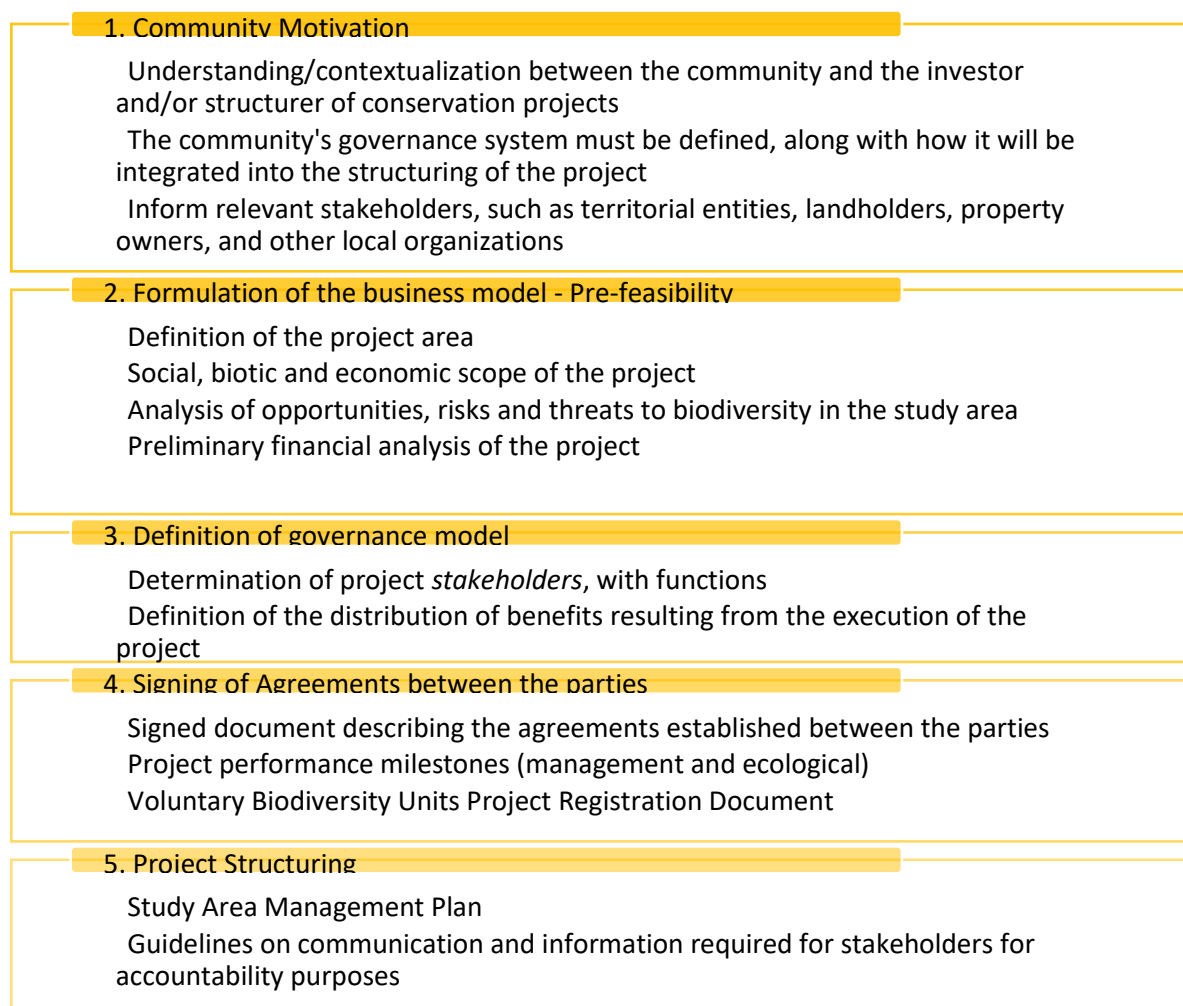 1. Community Motivation
Understanding/contextualization between the community and the investor
and/or structurer of conservation projects
The community's governance system must be defined, along with how it will be
integrated into the structuring of the project
Inform relevant stakeholders, such as territorial entities, landholders, property
owners, and other local organizations
2. Formulation of the business model - Pre-feasibility
Definition of the project area
Social, biotic and economic scope of the project
Analysis of opportunities, risks and threats to biodiversity in the study area
Preliminary financial analysis of the project
3. Definition of governance model
Determination of project stakeholders, with functions
Definition of the distribution of benefits resulting from the execution of the
project
4. Signing of Agreements between the parties
Signed document describing the agreements established between the parties
Project performance milestones (management and ecological)
Voluntary Biodiversity Units Project Registration Document
5. Project Structuring
Study Area Management Plan
Guidelines on communication and information required for stakeholders for
accountability purposes